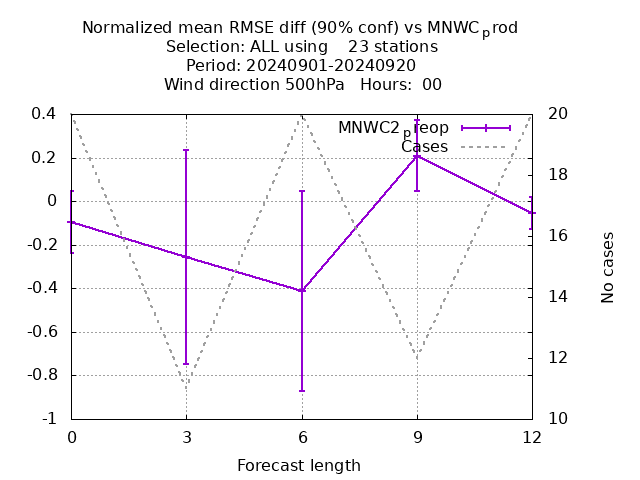 Normalized mean RMSE diff (90% conf) vs MNWCprod
Selection: ALL using    23 stations
Period: 20240901-20240920
Wind direction 500hPa   Hours:  00
MNWC2preop
Cases
0.4
0.2
0
-0.2
-0.4
-0.6
-0.8
-1
20
18
16
14
12
10
No cases
0 3 6 9 12
Forecast length